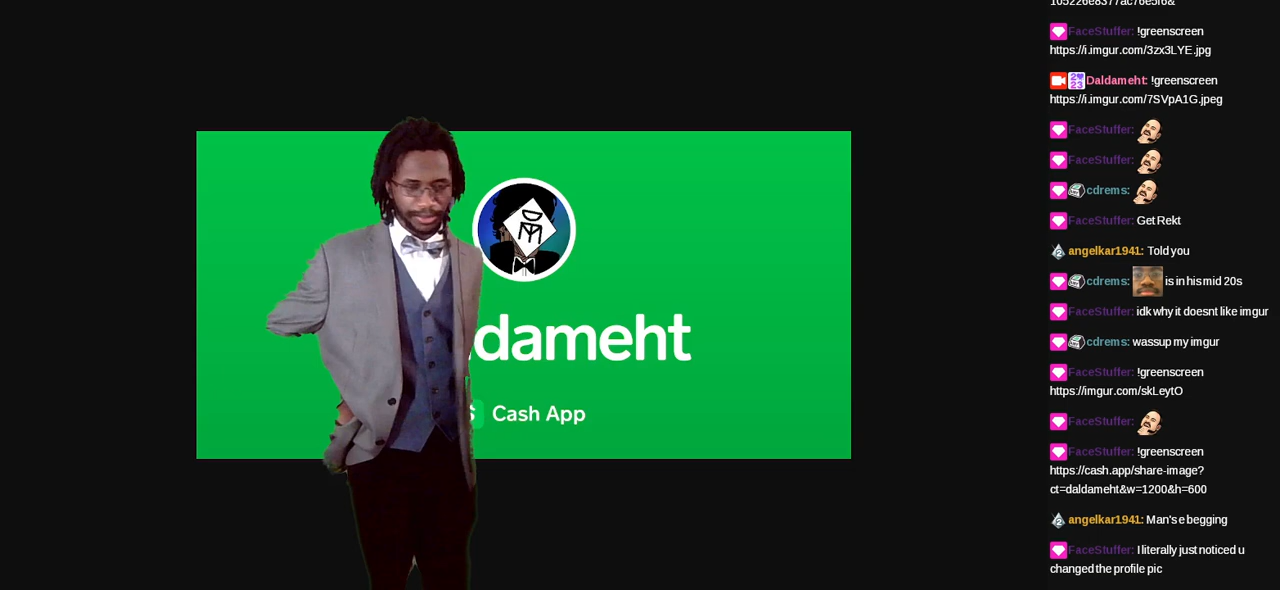 dameht
$ Cash App
105226e8377ac76e5f6&
FaceStuffer: !greenscreen
https://i.imgur.com/3zx3LYE.jpg
Daldameht: !greenscreen
https://i.imgur.com/7SVpA1G.jpeg
FaceStuffer:
FaceStuffer:
cdrems:
FaceStuffer: Get Rekt
angelkar1941: Told you
cdrems: is in his mid 20s
FaceStuffer: idk why it doesnt like imgur
cdrems: wassup my imgur
FaceStuffer: !greenscreen
https://imgur.com/skLeytO
FaceStuffer:
FaceStuffer: !greenscreen
https://cash.app/share-image?
ct=daldameht&w=1200&h=600
angelkar1941: Man's e begging
FaceStuffer: I literally just noticed u
changed the profile pic